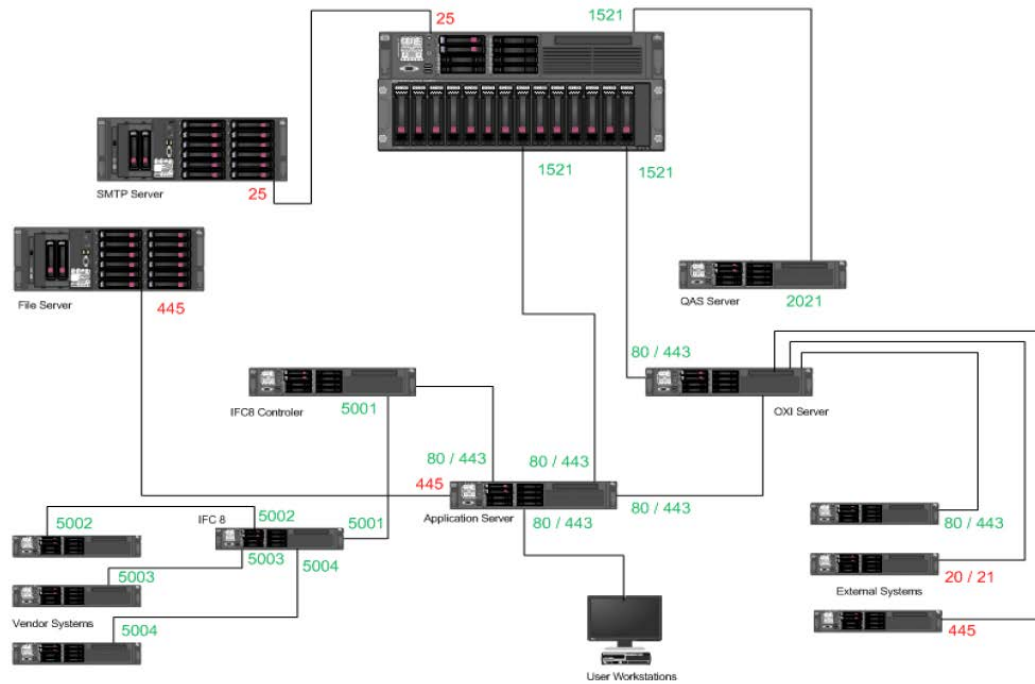 25
1521
1521
1521
SMTP Server
25
File Server
445
QAS Server
2021
80 / 443
OXI Server
IFC8 Controler
5001
80 / 443
80 / 443
445
Application Server
80 / 443
80 / 443
IFC 8
5002
5002
5001
5003
5004
5003
Vendor Systems
5004
80 / 443
External Systems
20 / 21
445
User Workstations